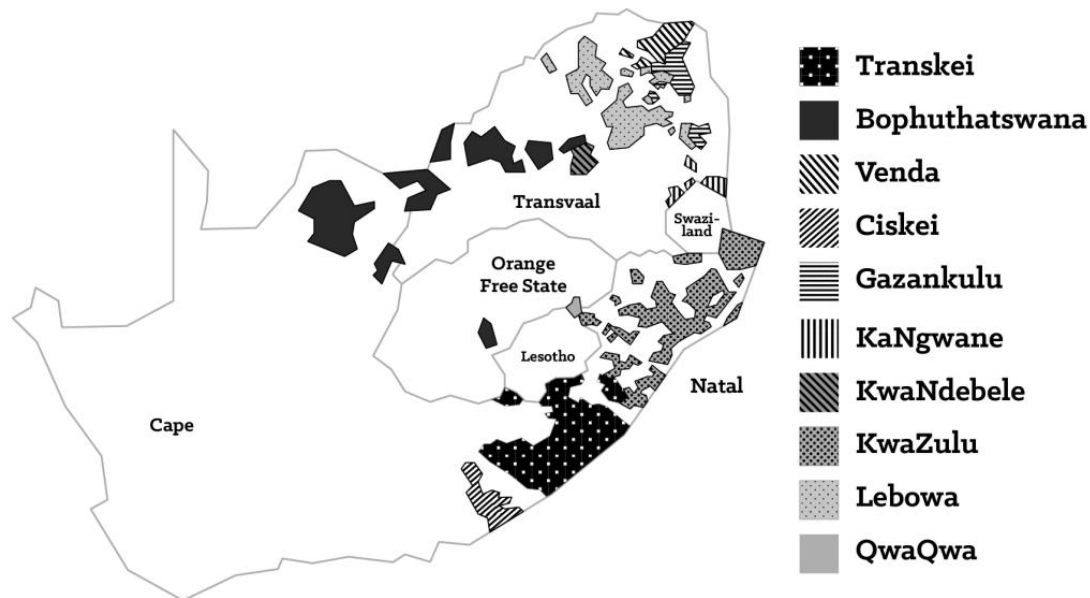 Transvaal
Swazi-
land
Orange
Free State
Lesotho
Natal
Cape
Transkei
Bophuthatswana
Venda
Ciskei
Gazankulu
KaNgwane
KwaNdebele
KwaZulu
Lebowa
QwaQwa